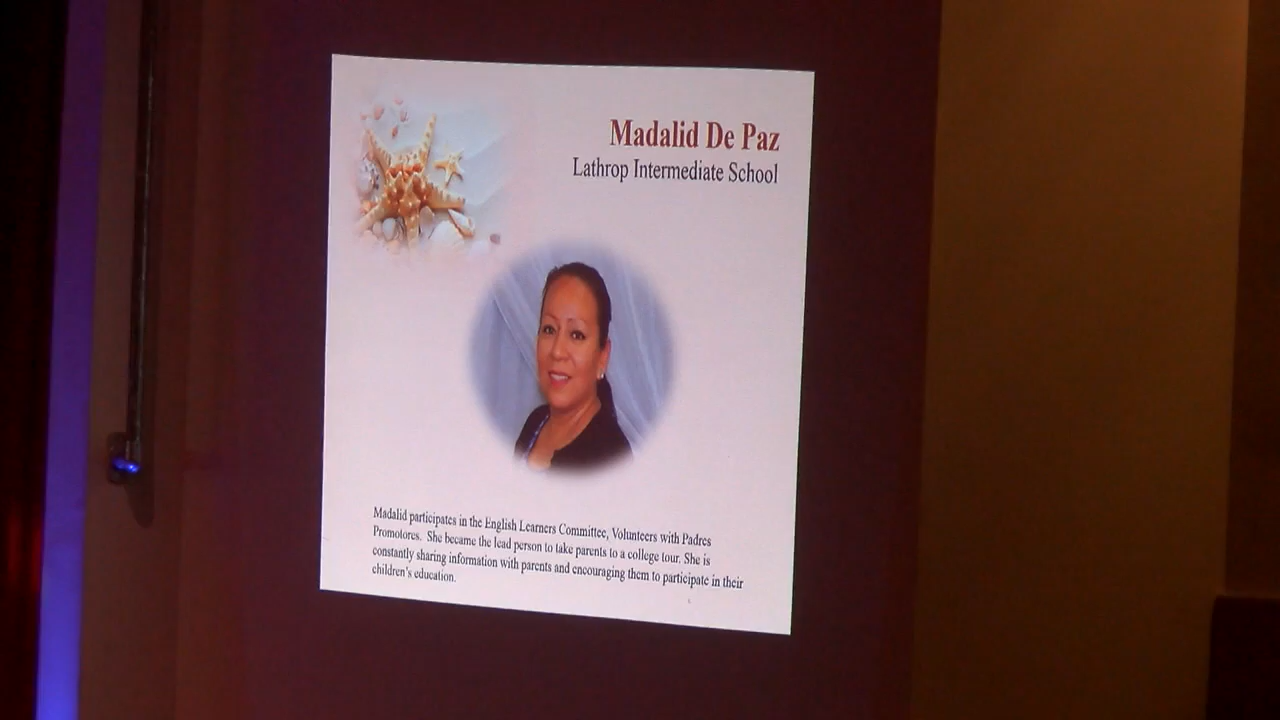 Madalid De Paz
Lathrop Intermediate School
Madalid participates in the English Learners Committee, Volunteers with Padres
Promotores. She became the lead person to take parents to a college tour. She is
constantly sharing information with parents and encouraging them to participate in their
children's education.